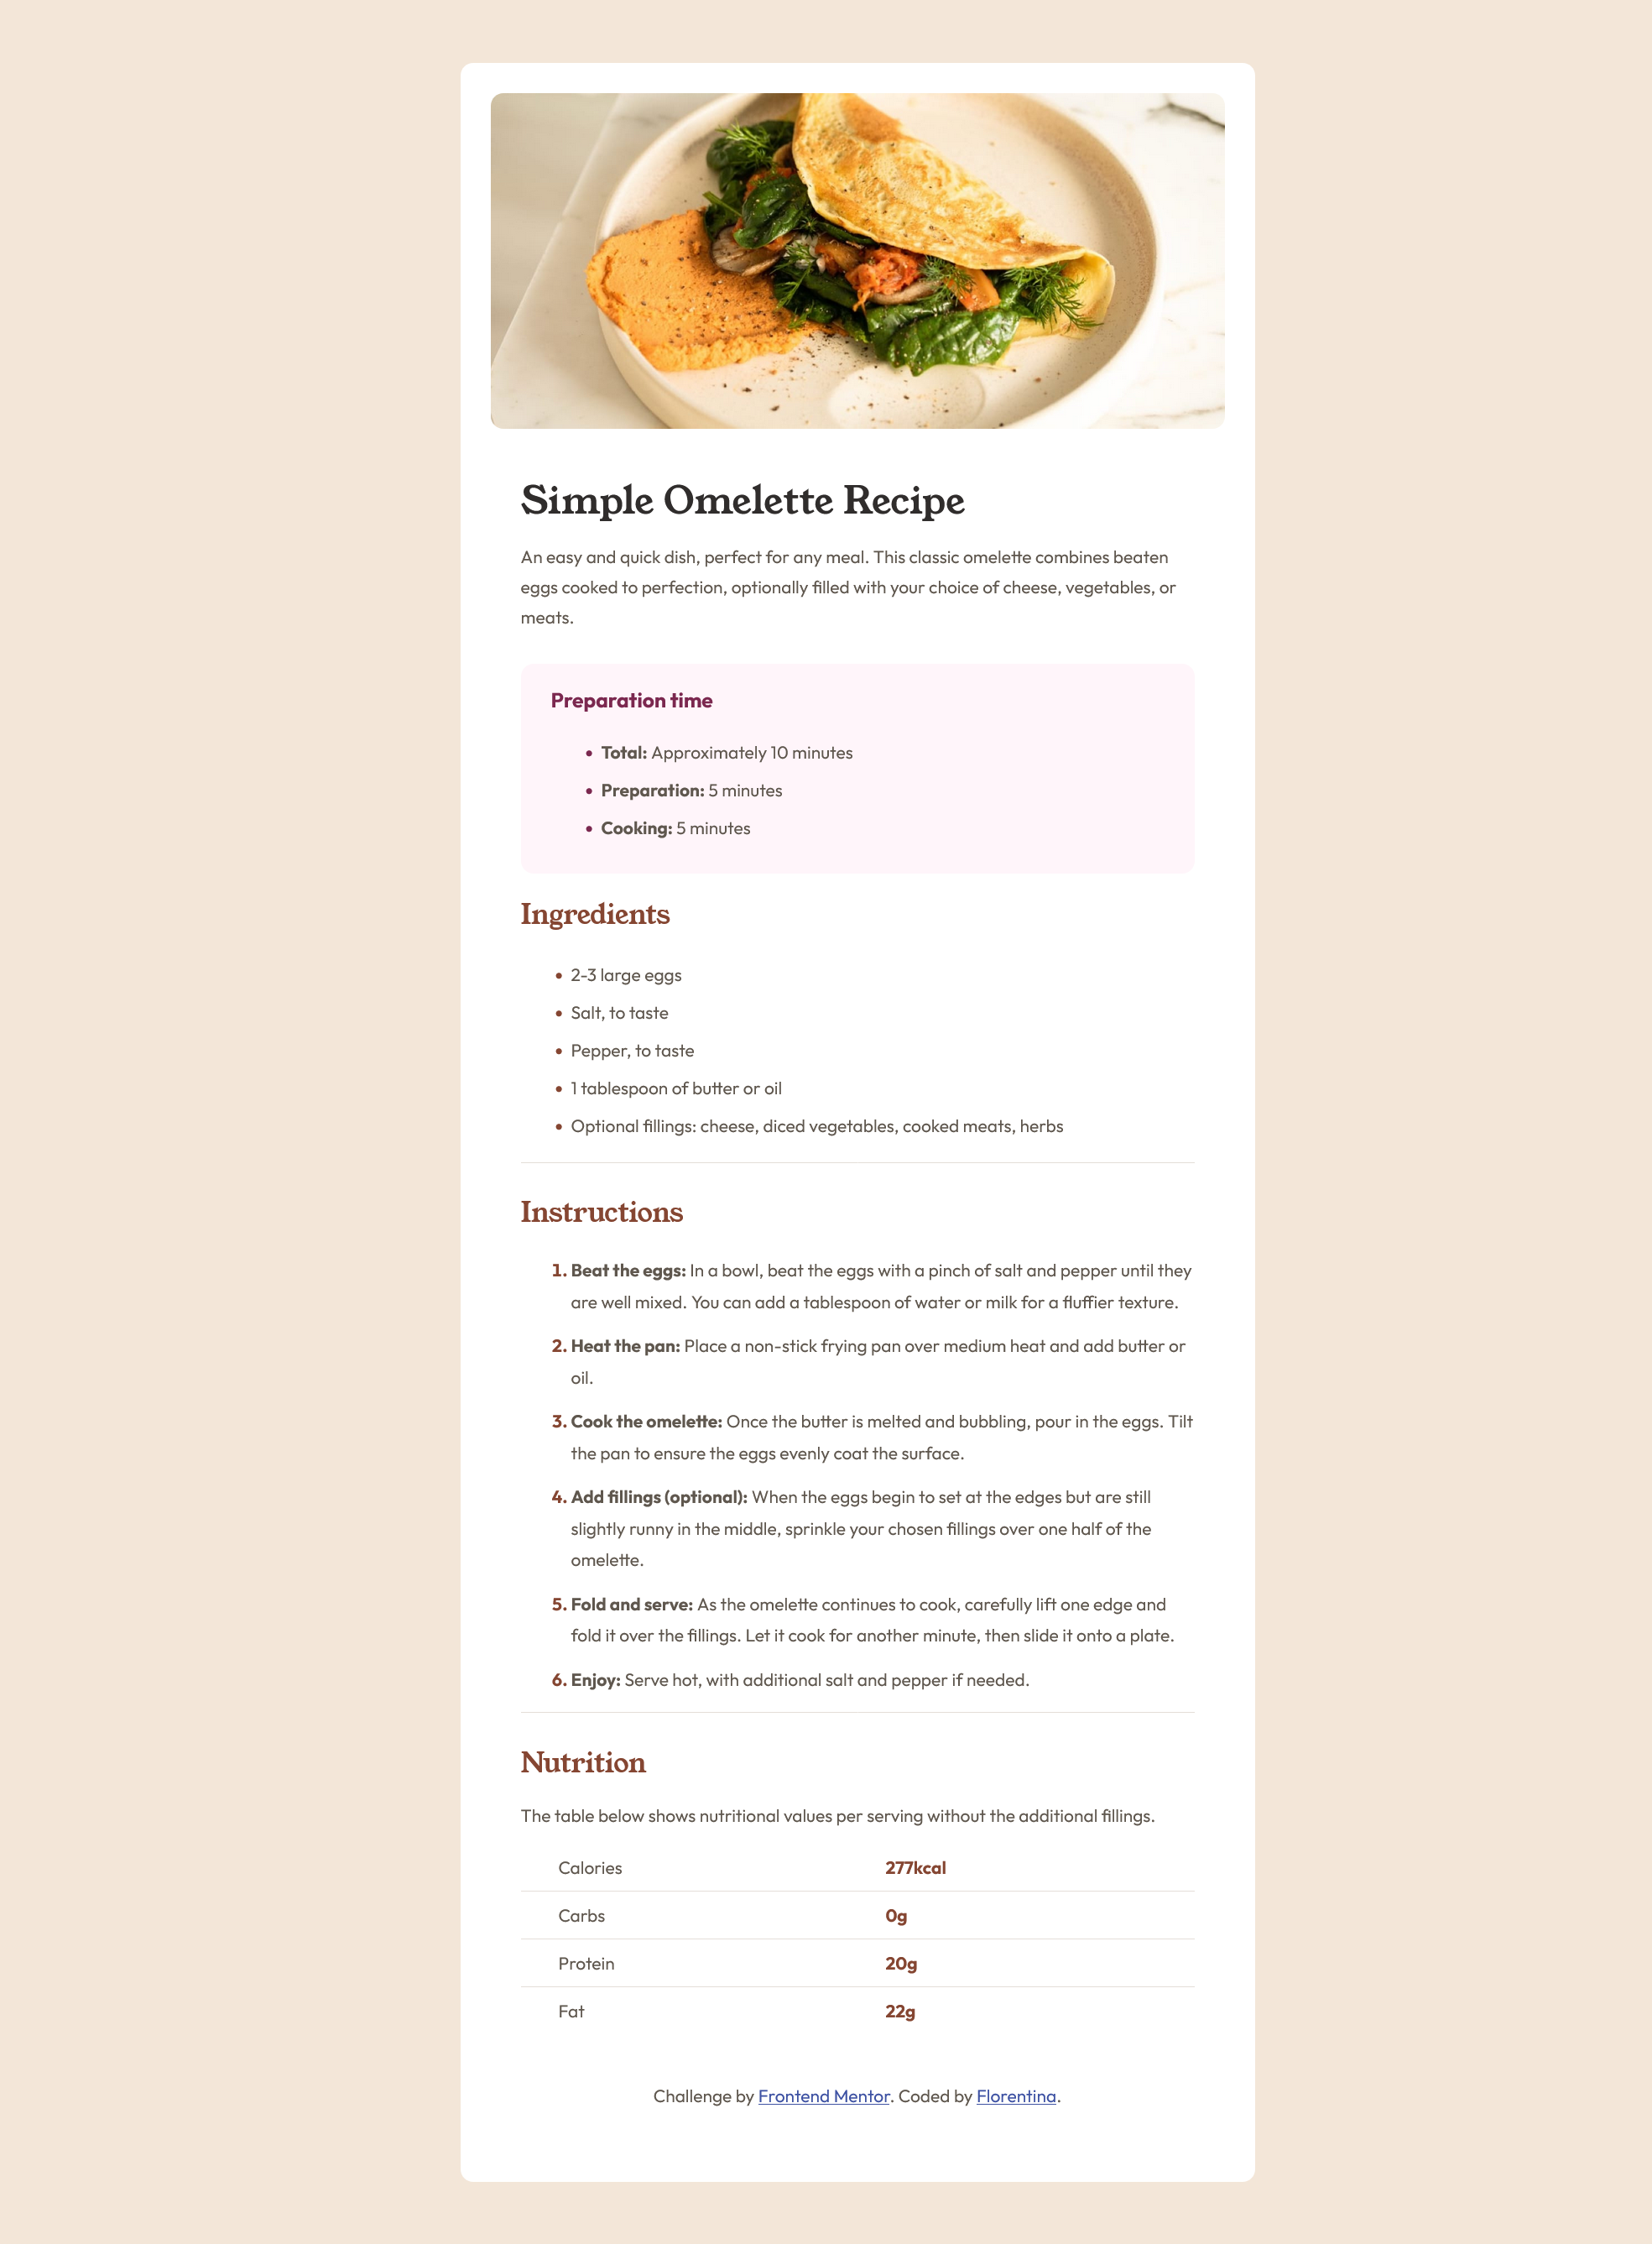 Simple Omelette Recipe
An easy and quick dish, perfect for any meal. This classic omelette combines beaten
eggs cooked to perfection, optionally filled with your choice of cheese, vegetables, or
meats.
Preparation time
• Total: Approximately 10 minutes
• Preparation: 5 minutes
• Cooking: 5 minutes
Ingredients
• 2-3 large eggs
• Salt, to taste
• Pepper, to taste
• 1 tablespoon of butter or oil
• Optional fillings: cheese, diced vegetables, cooked meats, herbs
Instructions
1. Beat the eggs: In a bowl, beat the eggs with a pinch of salt and pepper until they
are well mixed. You can add a tablespoon of water or milk for a fluffier texture.
2. Heat the pan: Place a non-stick frying pan over medium heat and add butter or
oil.
3. Cook the omelette: Once the butter is melted and bubbling, pour in the eggs. Tilt
the pan to ensure the eggs evenly coat the surface.
4. Add fillings (optional): When the eggs begin to set at the edges but are still
slightly runny in the middle, sprinkle your chosen fillings over one half of the
omelette.
5. Fold and serve: As the omelette continues to cook, carefully lift one edge and
fold it over the fillings. Let it cook for another minute, then slide it onto a plate.
6. Enjoy: Serve hot, with additional salt and pepper if needed.
Nutrition
The table below shows nutritional values per serving without the additional fillings.
Calories 277kcal
Carbs 0g
Protein 20g
Fat 22g
Challenge by Frontend Mentor. Coded by Florentina.